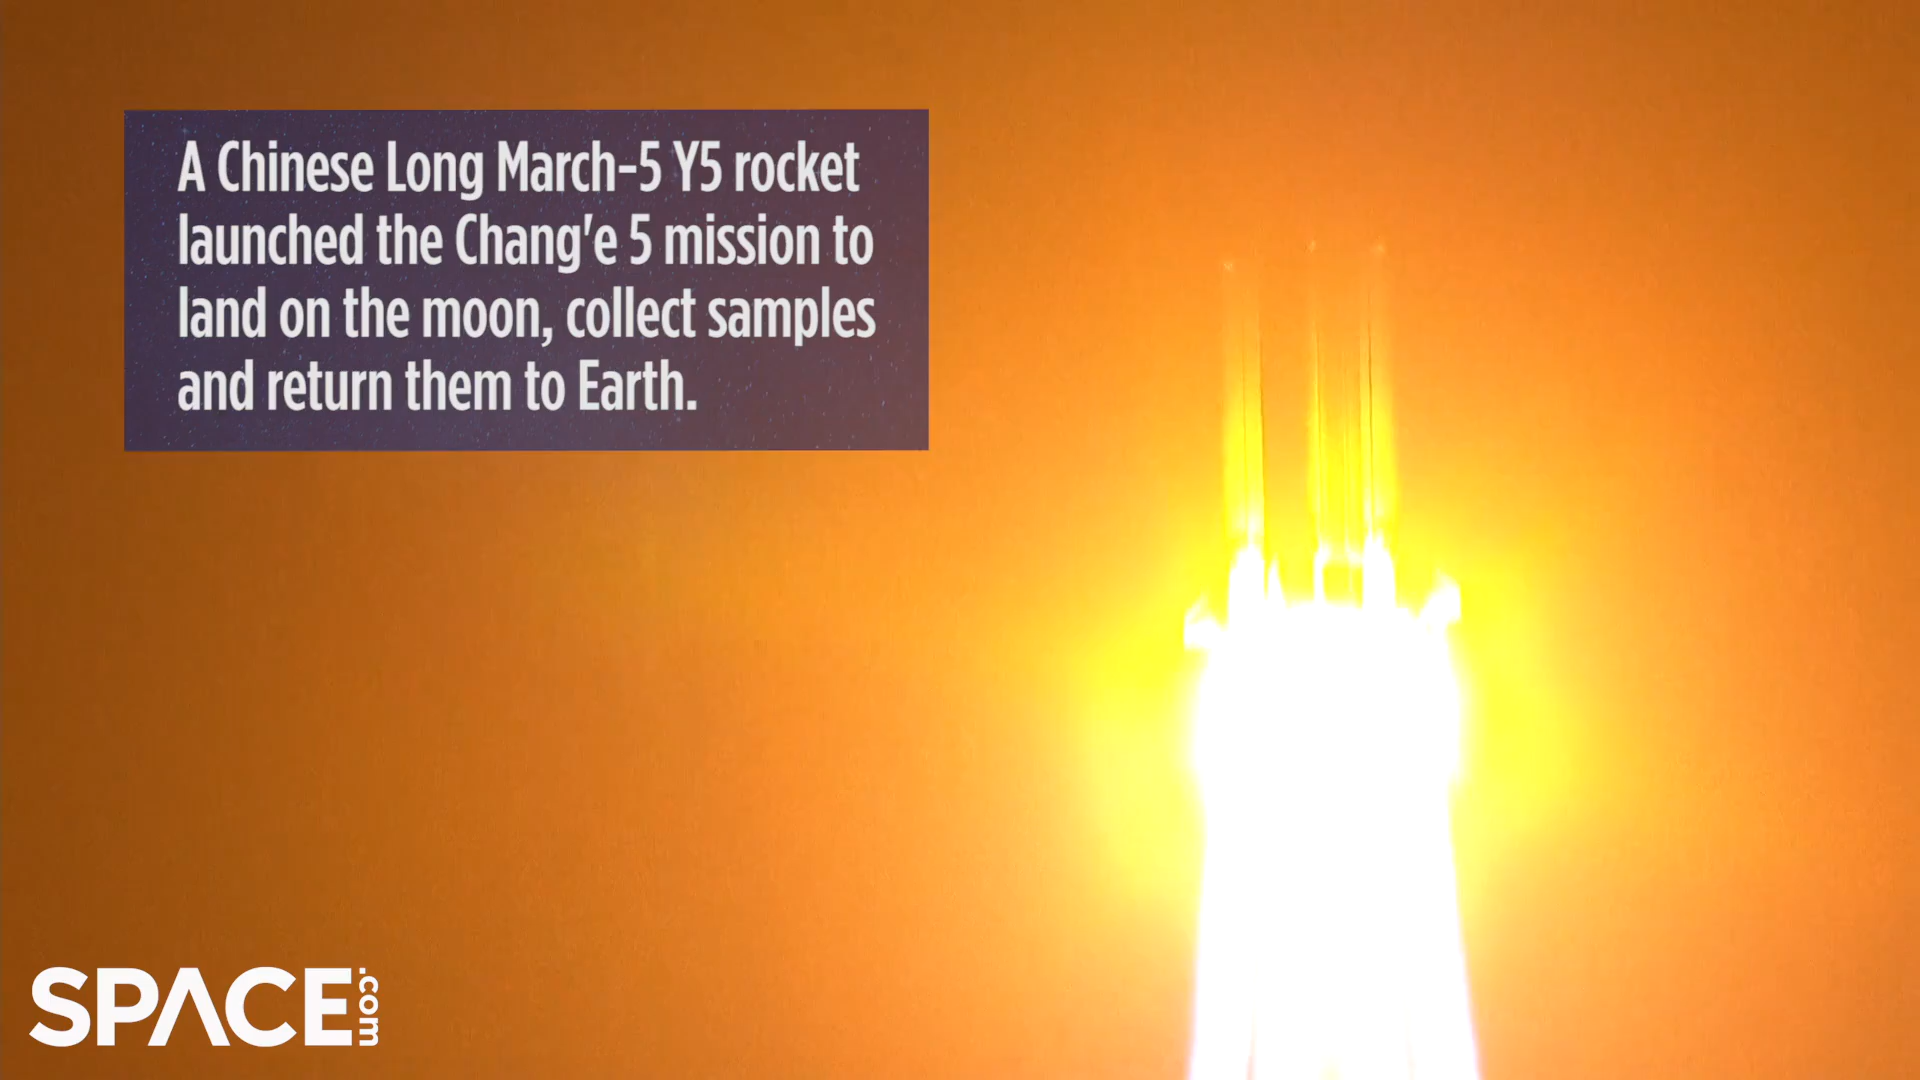 A Chinese Long March-5 Y5 rocket
launched the Chang'e 5 mission to
land on the moon, collect samples
and return them to Earth.
SPACE.com